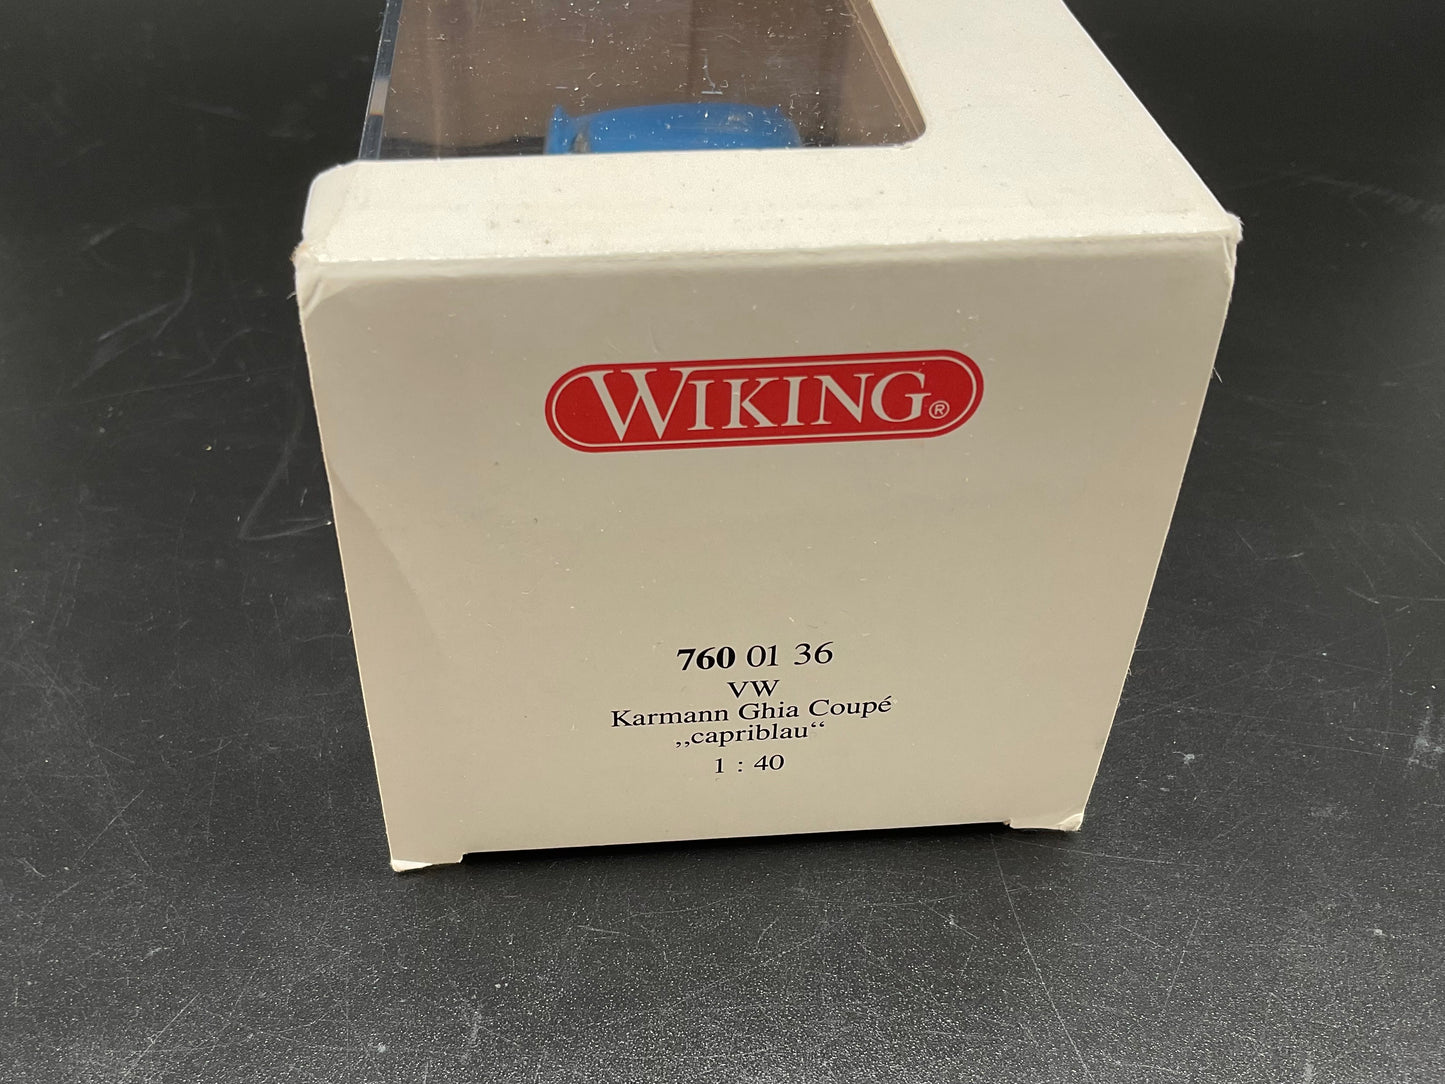 WIKING®
760 01 36
VW
Karmann Ghia Coupé
„capriblau“
1 : 40